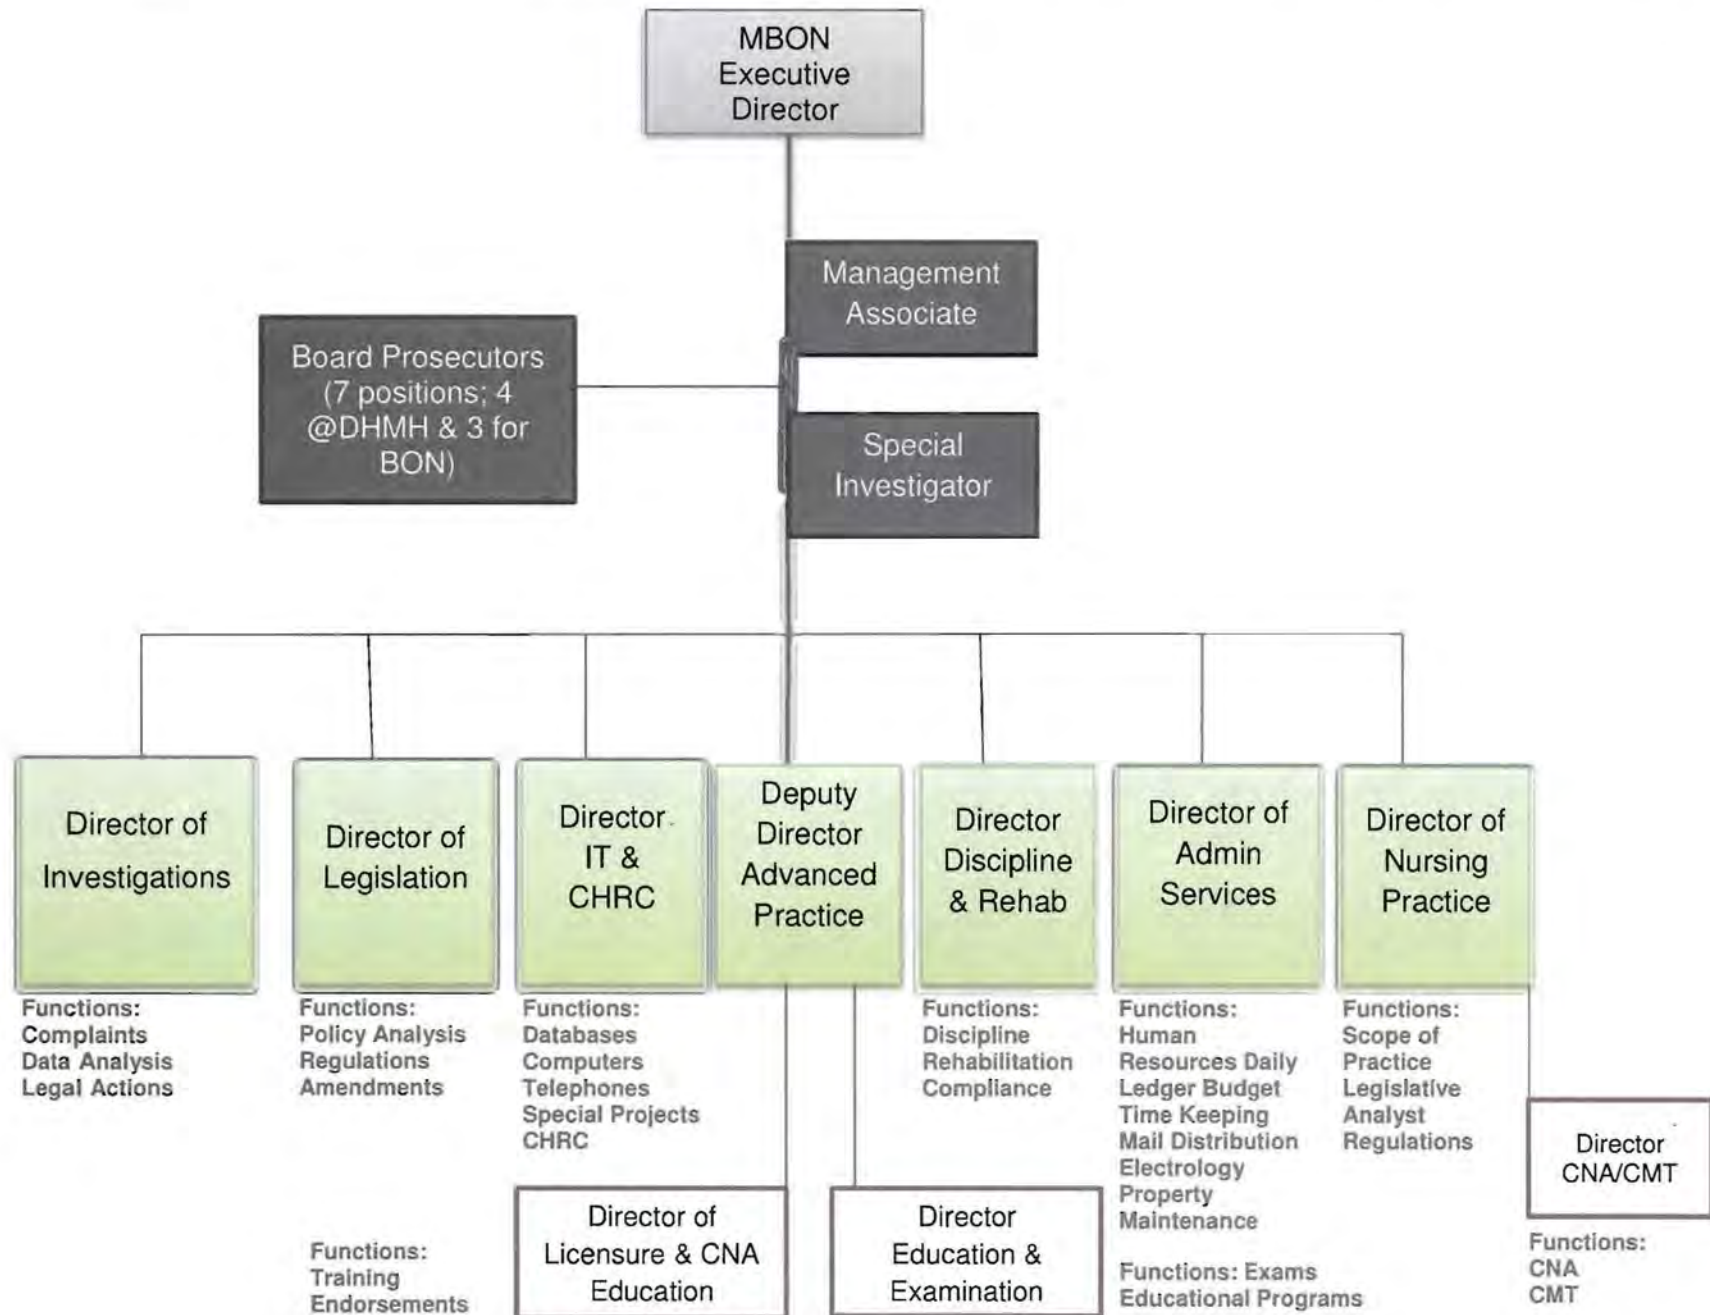 MBON
Executive
Director
Management
Associate
Board Prosecutors
(7 positions; 4
@DHMH & 3 for
BON)
Special
Investigator
Director of
Investigations
Director of
Legislation
Director
IT &
CHRC
Deputy
Director
Advanced
Practice
Director
Discipline
& Rehab
Director of
Admin
Services
Director of
Nursing
Practice
Functions:
Complaints
Data Analysis
Legal Actions
Functions:
Policy Analysis
Regulations
Amendments
Functions:
Databases
Computers
Telephones
Special Projects
CHRC
Functions:
Discipline
Rehabilitation
Compliance
Functions:
Human
Resources Daily
Ledger Budget
Time Keeping
Mail Distribution
Electrology
Property
Maintenance
Functions:
Scope of
Practice
Legislative
Analyst
Regulations
Director
CNA/CMT
Functions:
CNA
CMT
Functions:
Training
Endorsements
Director of
Licensure & CNA
Education
Director
Education &
Examination
Functions: Exams
Educational Programs